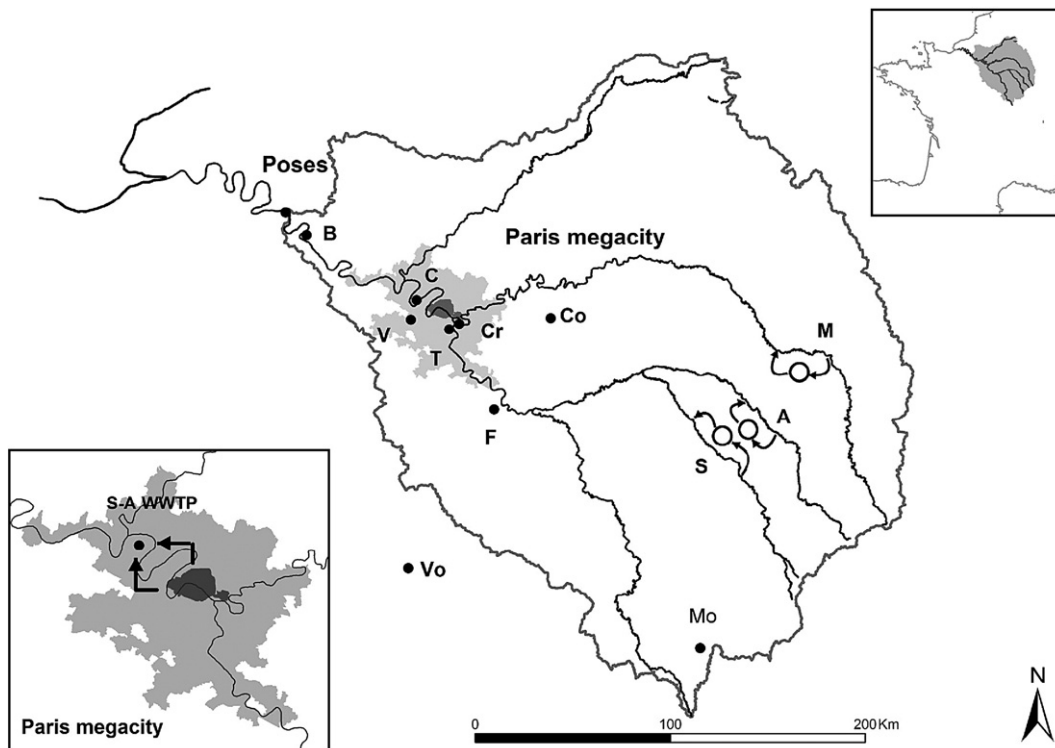 Poses
B
Paris megacity
C
Co
V
Cr
T
M
F
A
S
S-A WWTP
Vo
Mo
Paris megacity
N
0 100 200 Km